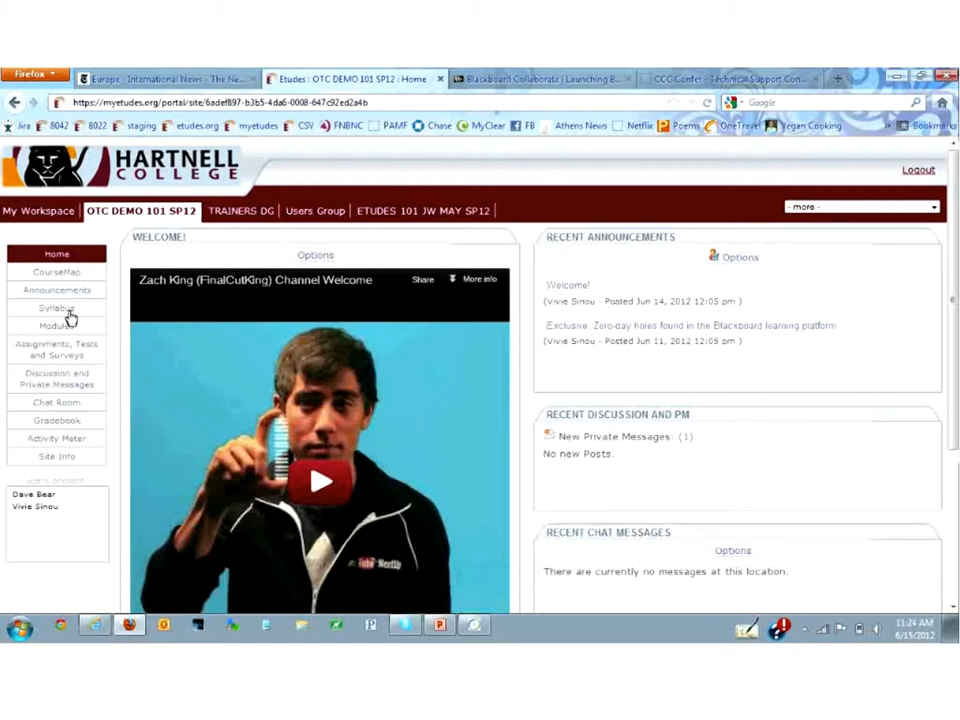 Firefox
Europe - International News - The Ne...
Etudes : OTC DEMO 101 SP12 : Home
Blackboard Collaborate | Launching B...
CCC Confer - Technical Support Con...
https://myetudes.org/portal/site/6adef897-b3b5-4da6-0008-647c92ed2a4b
Google
Jira
8042
8022
staging
etudes.org
myetudes
CSV
FNBNC
PAMF
Chase
MyClear
FB
Athens News
Netflix
Poems
OneTravel
Vegan Cooking
Bookmarks
HARTNELL
COLLEGE
Logout
My Workspace
OTC DEMO 101 SP12
TRAINERS DG
Users Group
ETUDES 101 JW MAY SP12
- more -
Home
CourseMap
Announcements
Syllabus
Modules
Assignments, Tests
and Surveys
Discussion and
Private Messages
Chat Room
Gradebook
Activity Meter
Site Info
users present
Dave Bear
Vivie Sinou
WELCOME!
Options
Zach King (FinalCutKing) Channel Welcome
Share
More info
RECENT ANNOUNCEMENTS
Options
Welcome!
(Vivie Sinou - Posted Jun 14, 2012 12:05 pm )
Exclusive: Zero-day holes found in the Blackboard learning platform
(Vivie Sinou - Posted Jun 11, 2012 12:05 pm )
RECENT DISCUSSION AND PM
New Private Messages: (1)
No new Posts.
RECENT CHAT MESSAGES
Options
There are currently no messages at this location.
11:24 AM
6/15/2012